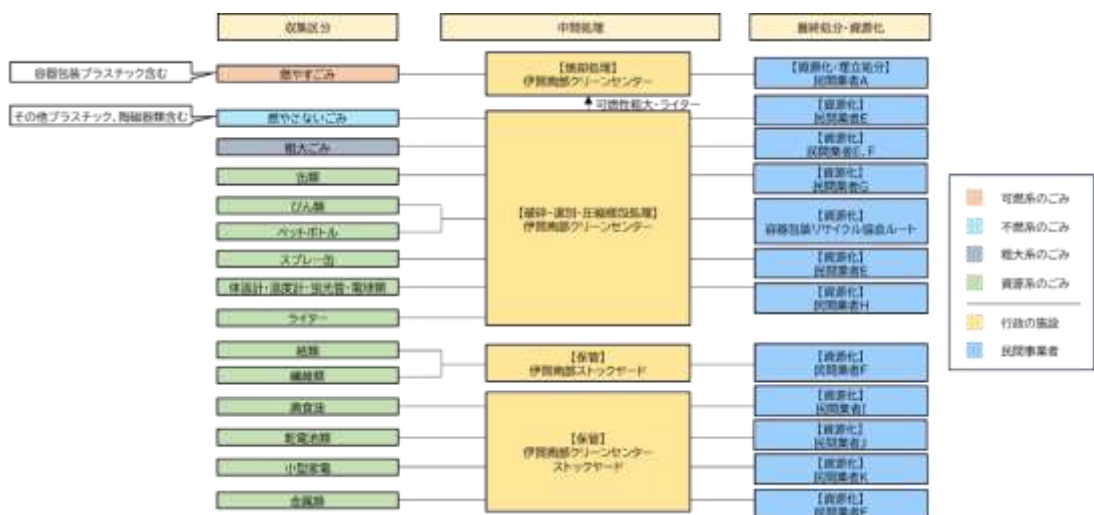 収集区分
中間処理
最終処分・資源化
容器包装プラスチック含む
燃やすごみ
【焼却処理】
伊賀南部クリーンセンター
【資源化・埋立処分】
民間業者A
可燃性粗大・ライター
その他プラスチック、陶磁器類含む
燃やさないごみ
【資源化】
民間業者E
粗大ごみ
【資源化】
民間業者E、F
缶類
【資源化】
民間業者G
びん類
ペットボトル
【破砕・選別・圧縮梱包処理】
伊賀南部クリーンセンター
【資源化】
容器包装リサイクル協会ルート
スプレー缶
【資源化】
民間業者E
体温計・温度計・蛍光管・電球類
【資源化】
民間業者H
ライター
紙類
繊維類
【保管】
伊賀南部ストックヤード
【資源化】
民間業者F
廃食油
【資源化】
民間業者I
乾電池類
【保管】
伊賀南部クリーンセンター
ストックヤード
【資源化】
民間業者J
小型家電
【資源化】
民間業者K
金属類
【資源化】
民間業者F
可燃系のごみ
不燃系のごみ
粗大系のごみ
資源系のごみ
行政の施設
民間事業者